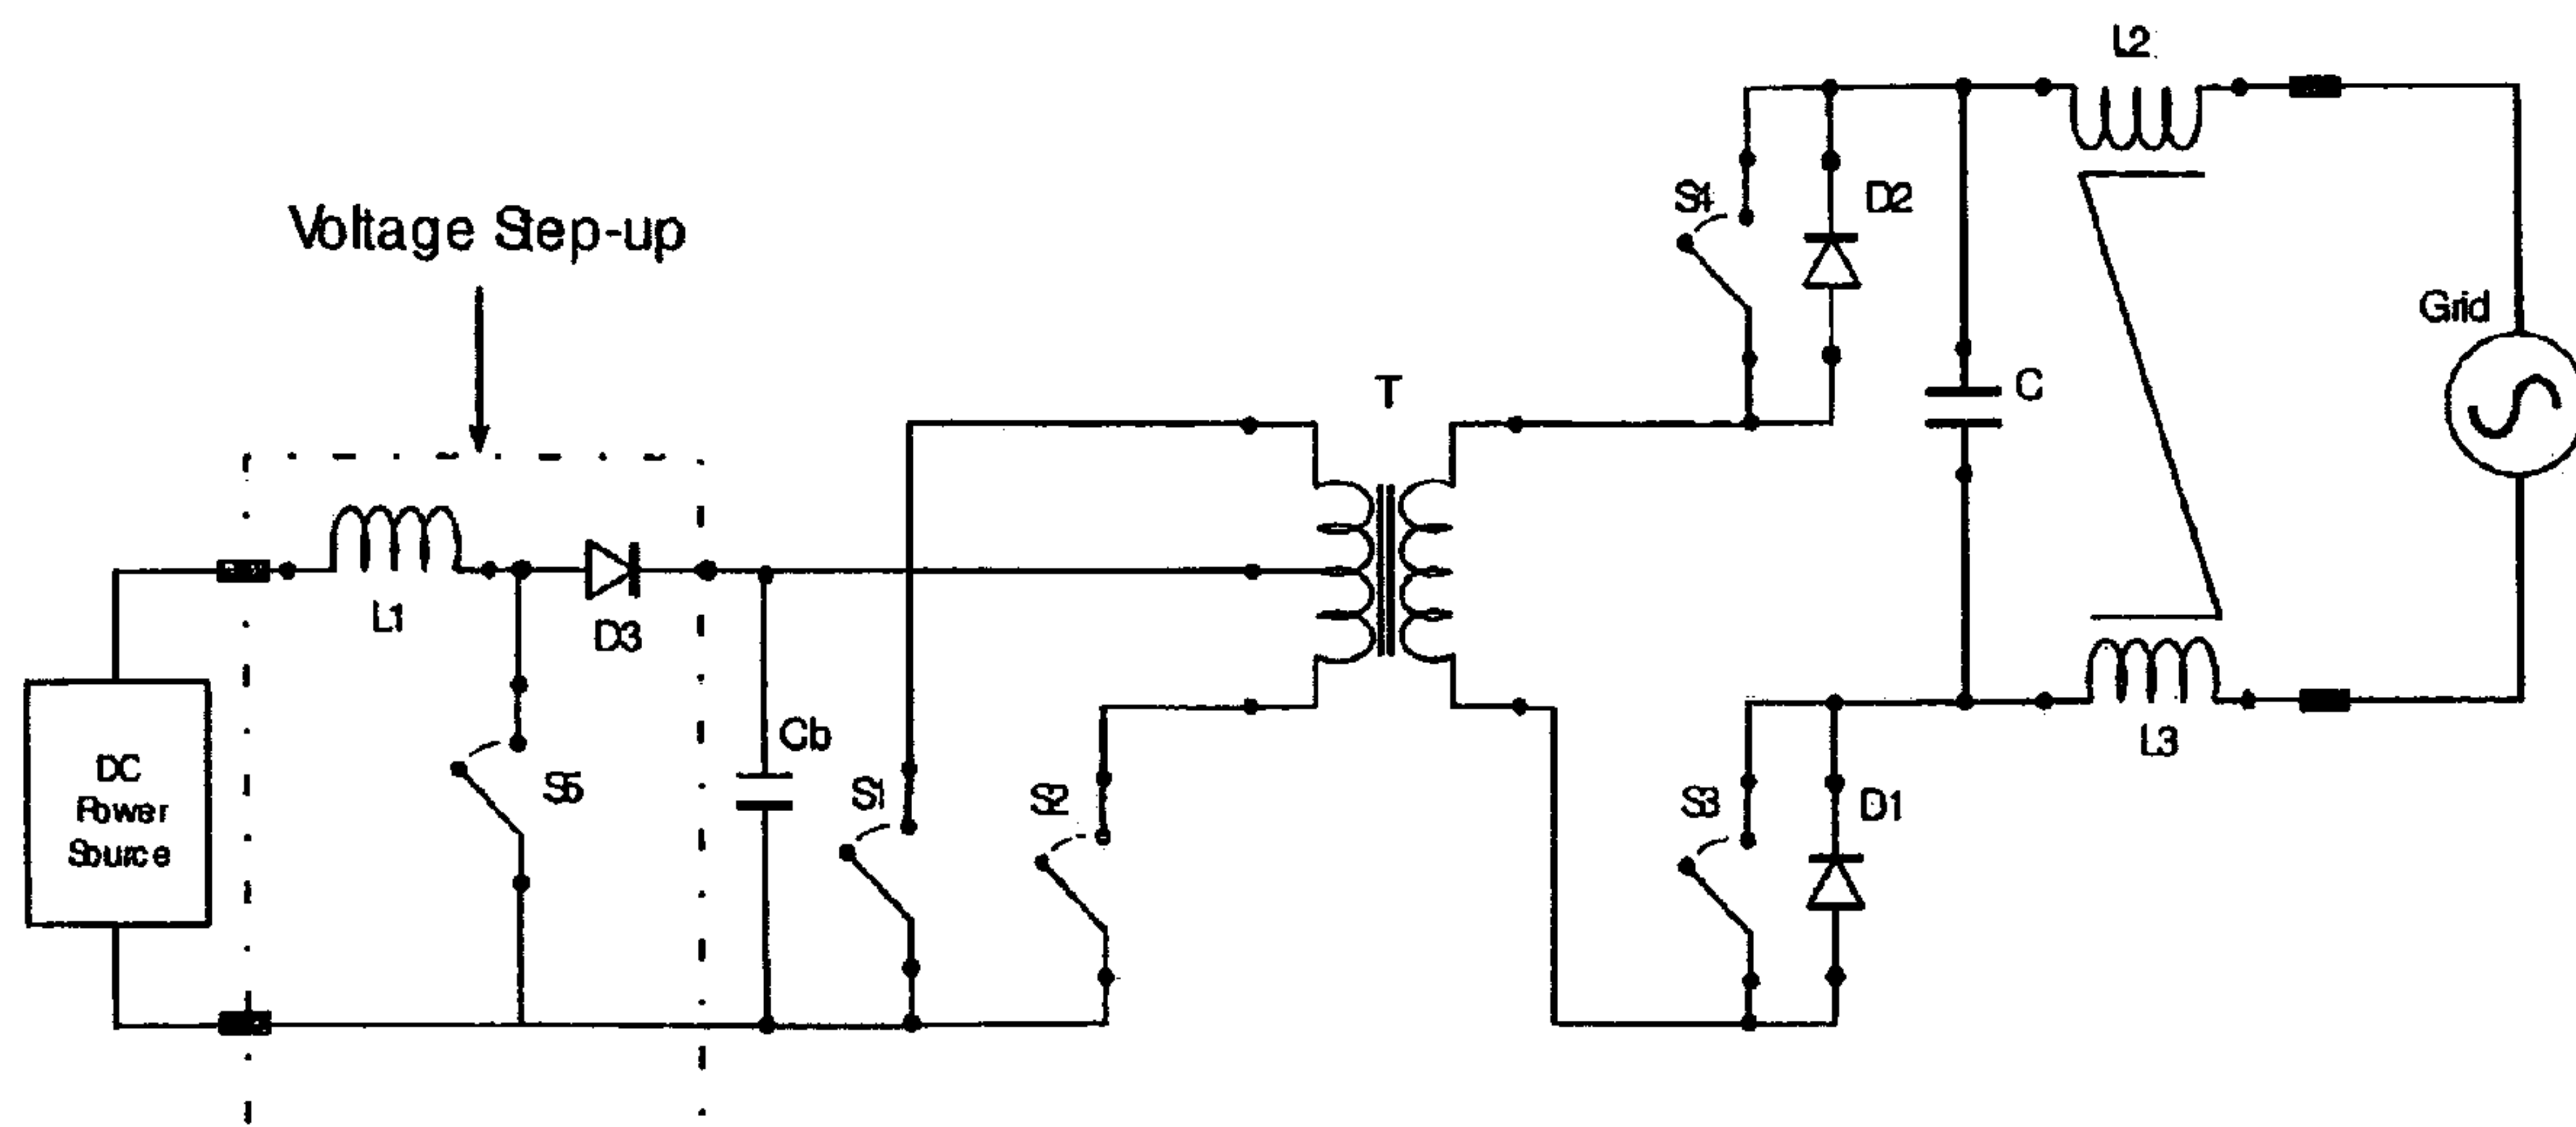 L2
S4
D2
Voltage Step-up
Grid
T
C
L1
D3
DC
Power
Source
S5
Cb
S1
S2
S3
D1
L3